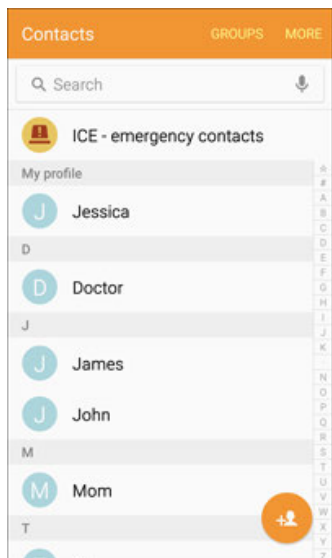 Contacts GROUPS MORE
Search
ICE - emergency contacts
My profile
J Jessica
D
D Doctor
J
J James
J John
M
M Mom
T
#
A
B
C
D
E
F
G
H
I
J
K
N
O
P
Q
R
S
T
U
V
W
X
Y
Z